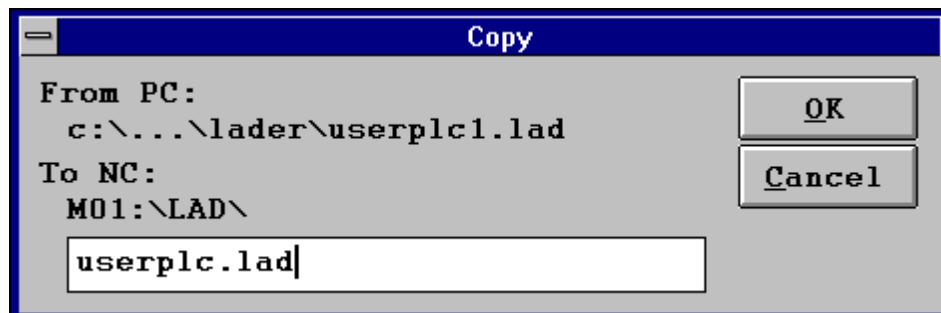 Copy
From PC:
c:\...\lader\userplc1.lad
To NC:
M01:\LAD\
userplc.lad
OK
Cancel